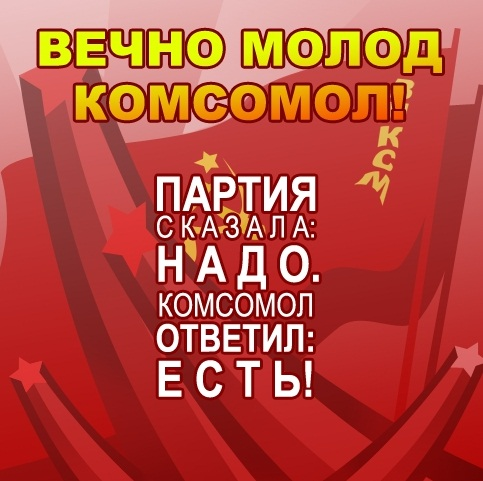 ВЕЧНО МОЛОД
КОМСОМОЛ!
ВЛКСМ
ПАРТИЯ
СКАЗАЛА:
НАДО.
КОМСОМОЛ
ОТВЕТИЛ:
ЕСТЬ!